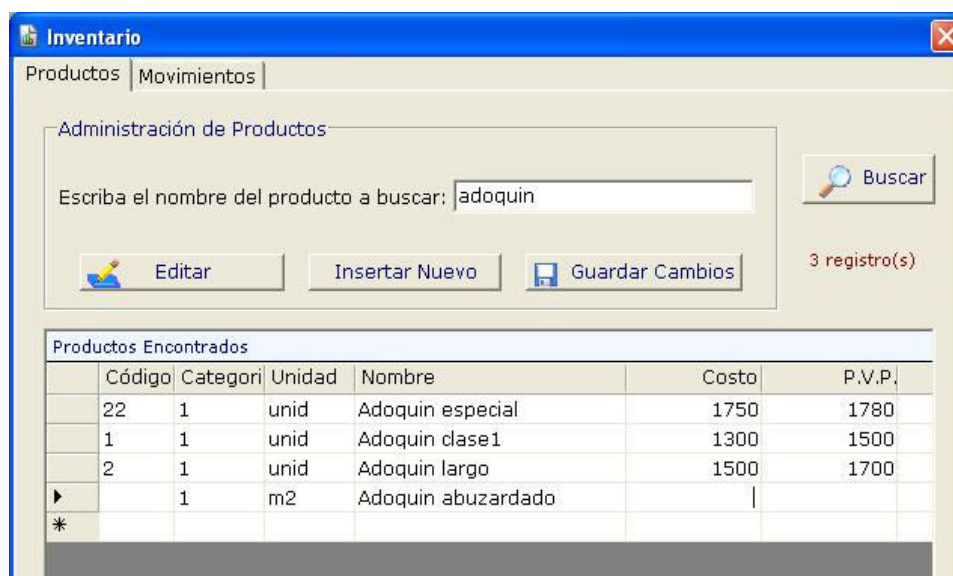 Inventario
Productos Movimientos
Administración de Productos
Escriba el nombre del producto a buscar: adoquin
Buscar
Editar Insertar Nuevo Guardar Cambios
3 registro(s)
Productos Encontrados
Código Categori Unidad Nombre Costo P.V.P.
22 1 unid Adoquin especial 1750 1780
1 1 unid Adoquin clase1 1300 1500
2 1 unid Adoquin largo 1500 1700
1 m2 Adoquin abuzardado